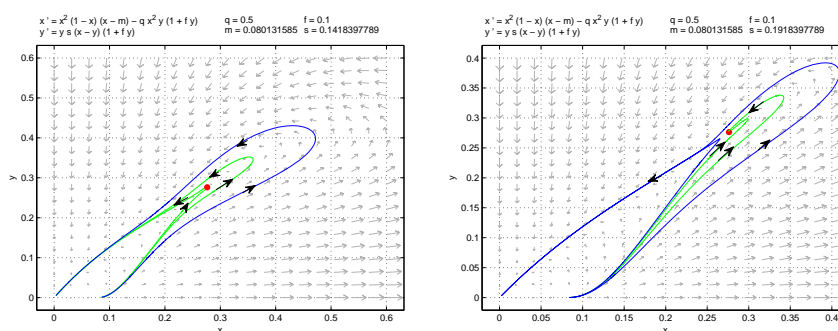 x ' = x² (1 − x) (x − m) − q x² y (1 + f y)
y ' = y s (x − y) (1 + f y)
q = 0.5
f = 0.1
m = 0.080131585
s = 0.1418397789
0.6
0.5
0.4
0.3
0.2
0.1
0
y
0
0.1
0.2
0.3
0.4
0.5
0.6
x
x ' = x² (1 − x) (x − m) − q x² y (1 + f y)
y ' = y s (x − y) (1 + f y)
q = 0.5
f = 0.1
m = 0.080131585
s = 0.1918397789
0.4
0.35
0.3
0.25
0.2
0.15
0.1
0.05
0
y
0
0.05
0.1
0.15
0.2
0.25
0.3
0.35
x